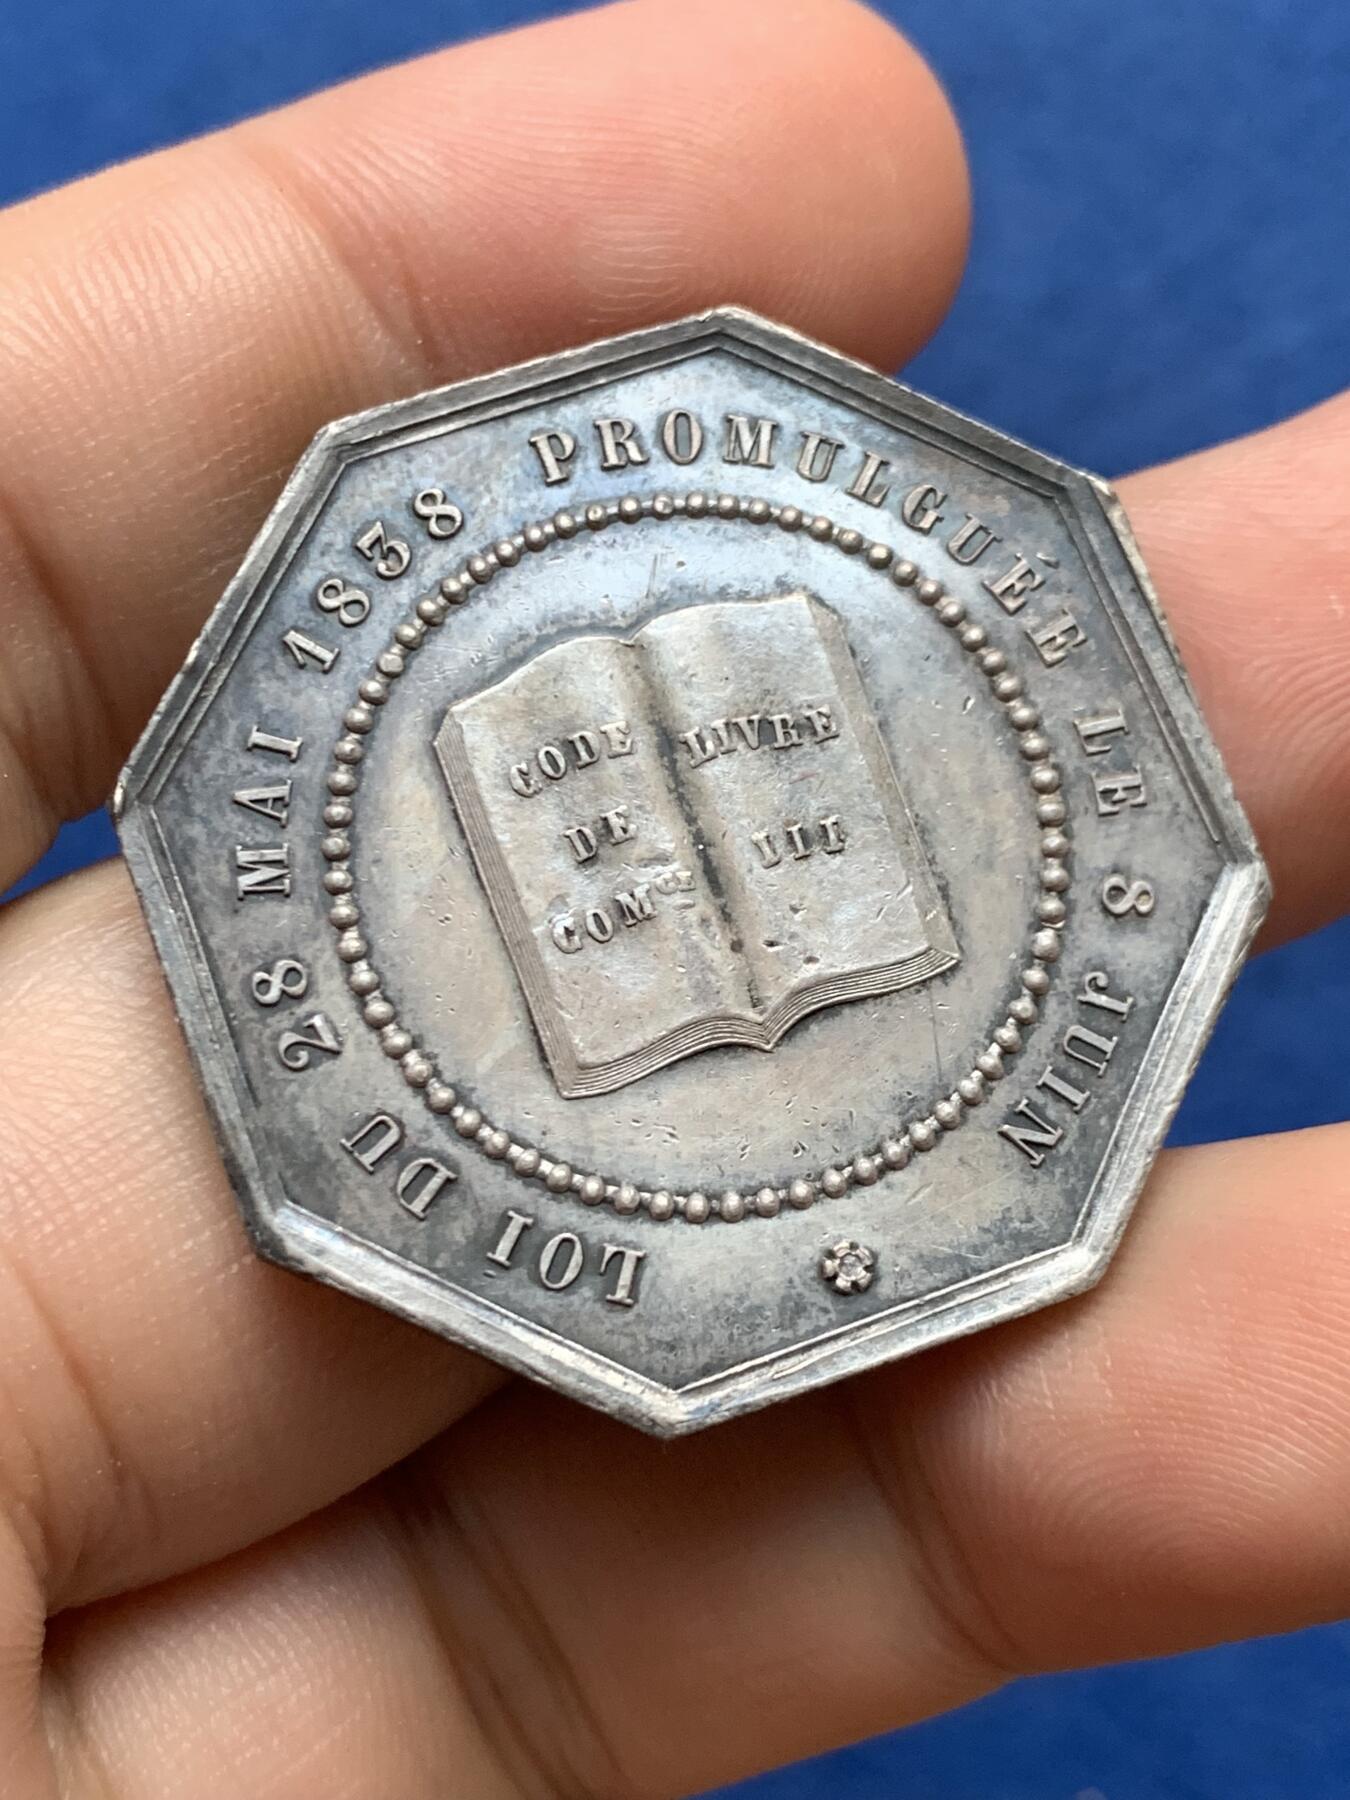 LOI DU 28 MAI 1838 PROMULGUÉE LE 8 JUIN
CODE
DE
COMCE
LIVRE
III